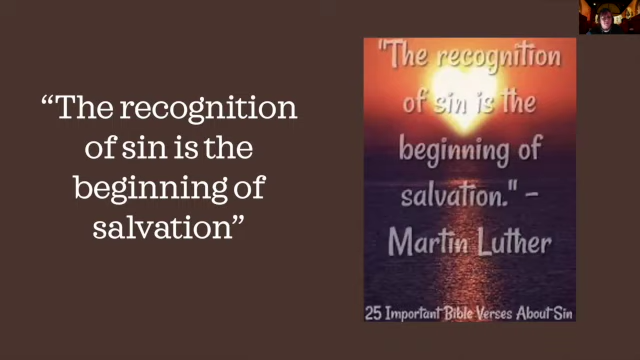 “The recognition
of sin is the
beginning of
salvation”
"The recognition
of sin is the
beginning of
salvation." -
Martin Luther
25 Important Bible Verses About Sin